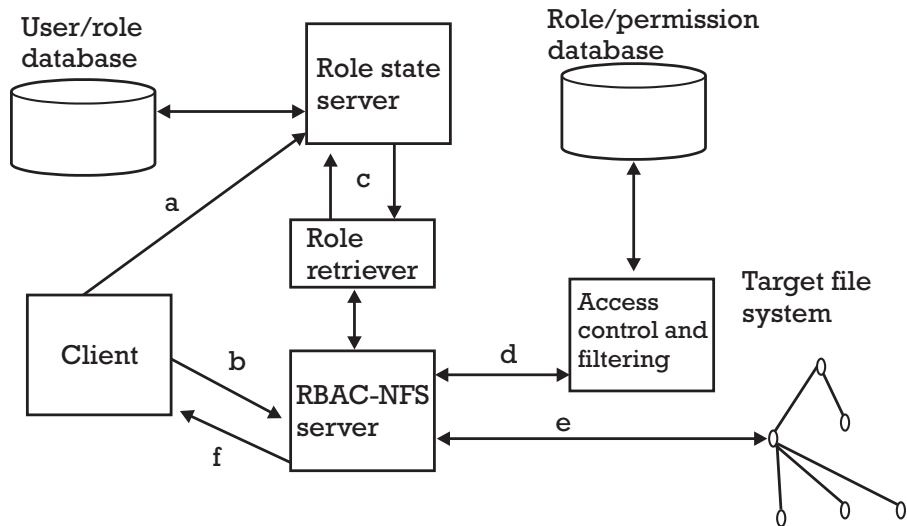 User/role
database
Role state
server
Role/permission
database
a
c
Role
retriever
Client
b
f
RBAC-NFS
server
d
e
Access
control and
filtering
Target file
system